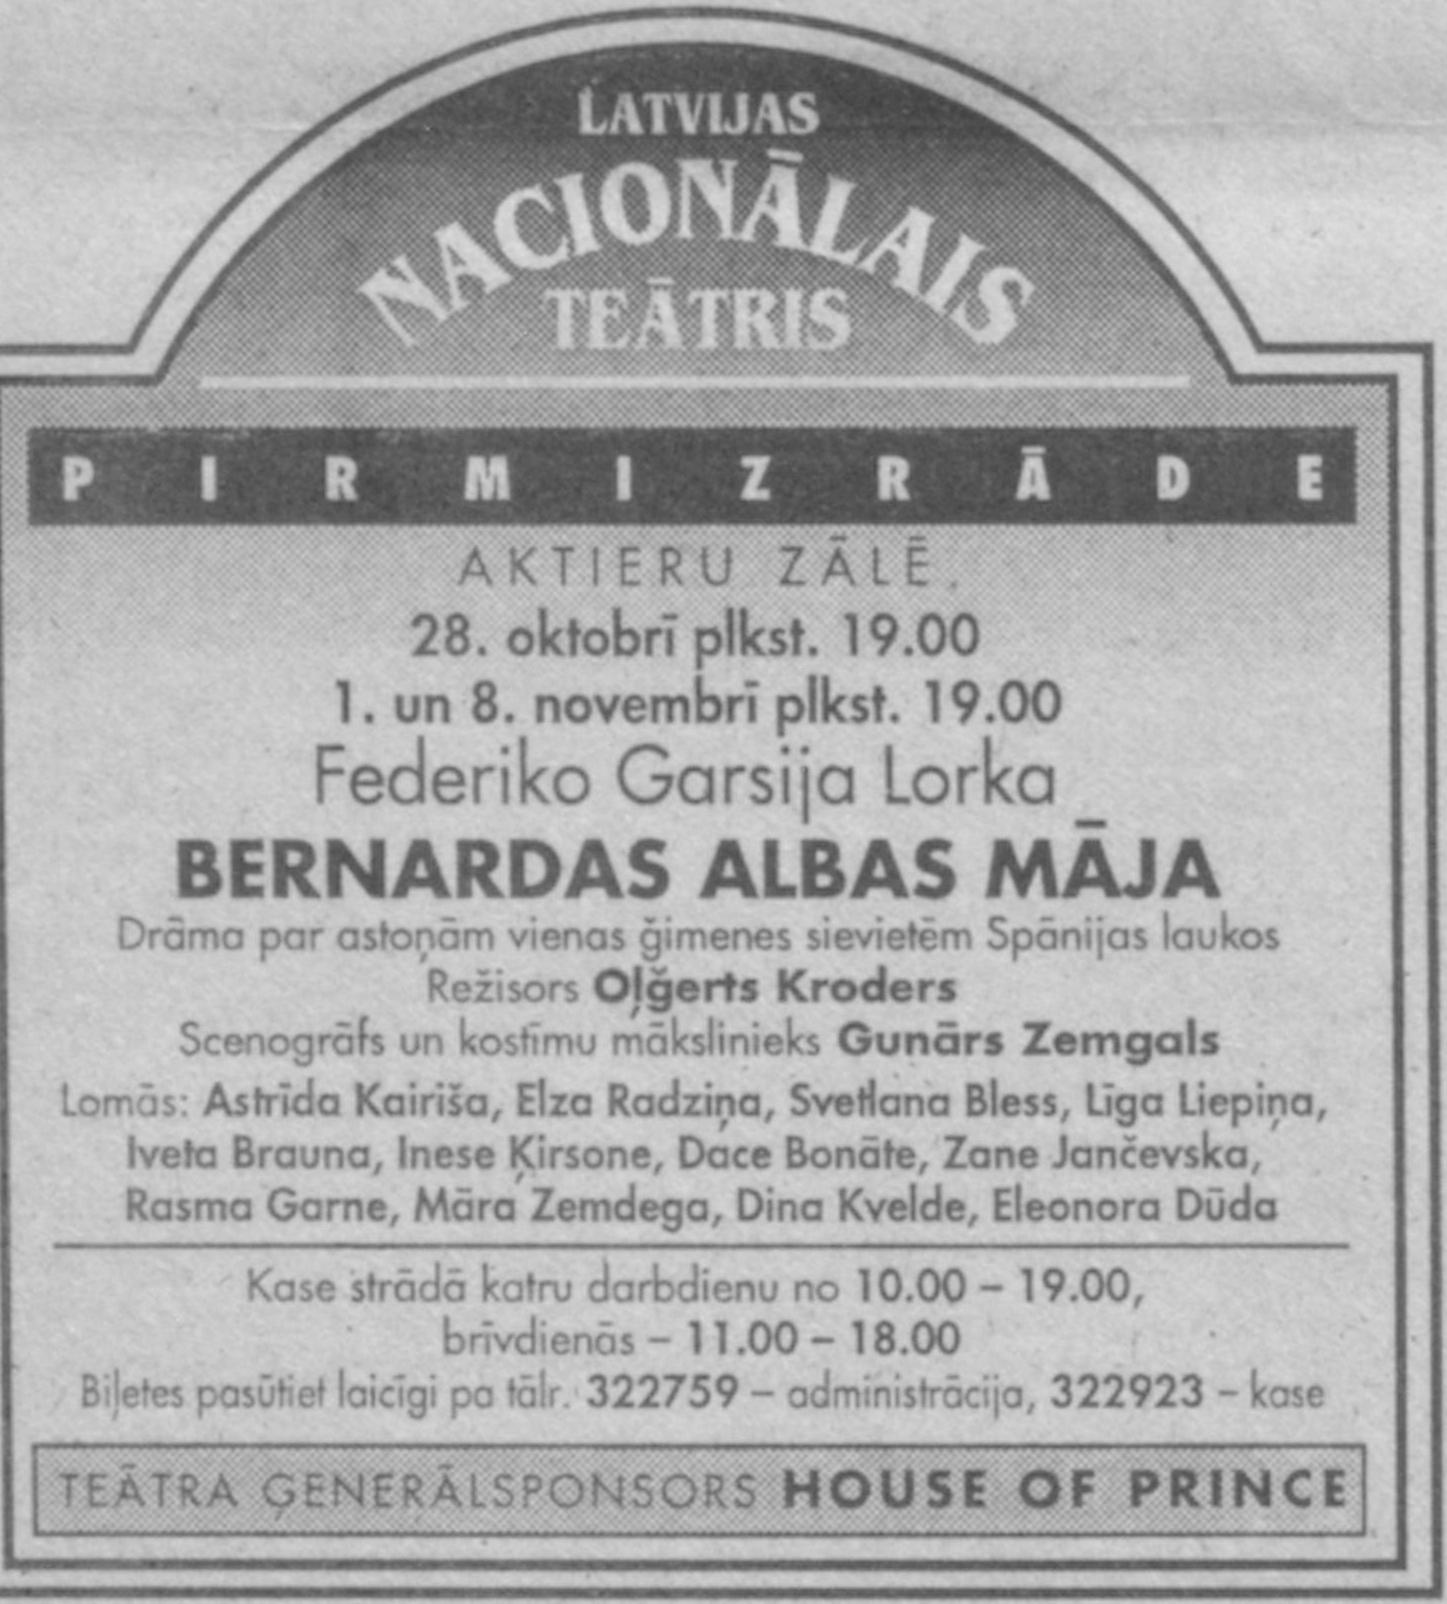 LATVIJAS
NACIONĀLAIS
TEĀTRIS
PIRMIZRĀDE
AKTIERU ZĀLĒ.
28. oktobrī plkst. 19.00
1. un 8. novembrī plkst. 19.00
Federiko Garsija Lorka
BERNARDAS ALBAS MĀJA
Drāma par astoņām vienas ģimenes sievietēm Spānijas laukos
Režisors Oļģerts Kroders
Scenogrāfs un kostīmu mākslinieks Gunārs Zemgals
Lomās: Astrīda Kairiša, Elza Radziņa, Svetlana Bless, Līga Liepiņa,
Iveta Brauna, Inese Ķirsone, Dace Bonāte, Zane Jančevska,
Rasma Garne, Māra Zemdega, Dina Kvelde, Eleonora Dūda
Kase strādā katru darbdienu no 10.00 – 19.00,
brīvdienās – 11.00 – 18.00
Biļetes pasūtiet laicīgi pa tālr. 322759 – administrācija, 322923 – kase
TEĀTRA ĢENERĀLSPONSORS HOUSE OF PRINCE